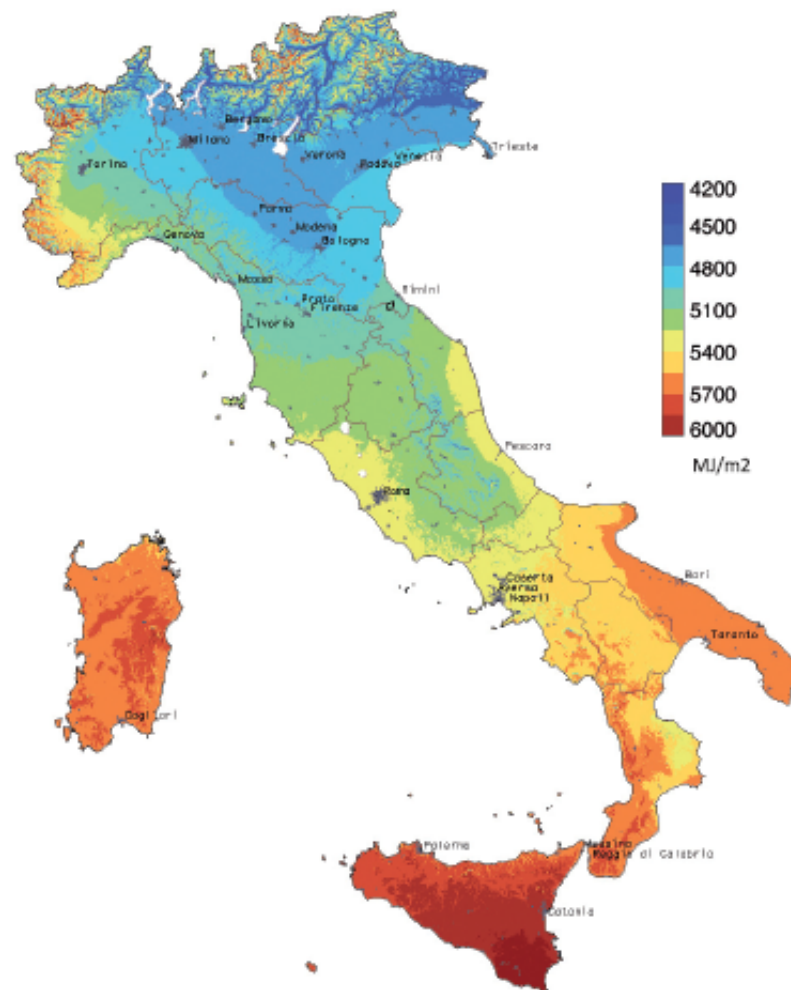 Bergamo
Milano
Brescia
Trieste
Verona
Venezia
Padova
Torino
Parma
Modena
Genova
Bologna
Massa
Rimini
Prato
Firenze
Livorno
4200
4500
4800
5100
5400
5700
6000
MJ/m2
Pescara
Roma
Caserta
Aversa
Napoli
Bari
Taranto
Cagliari
Palermo
Messina
Reggio di Calabria
Catania